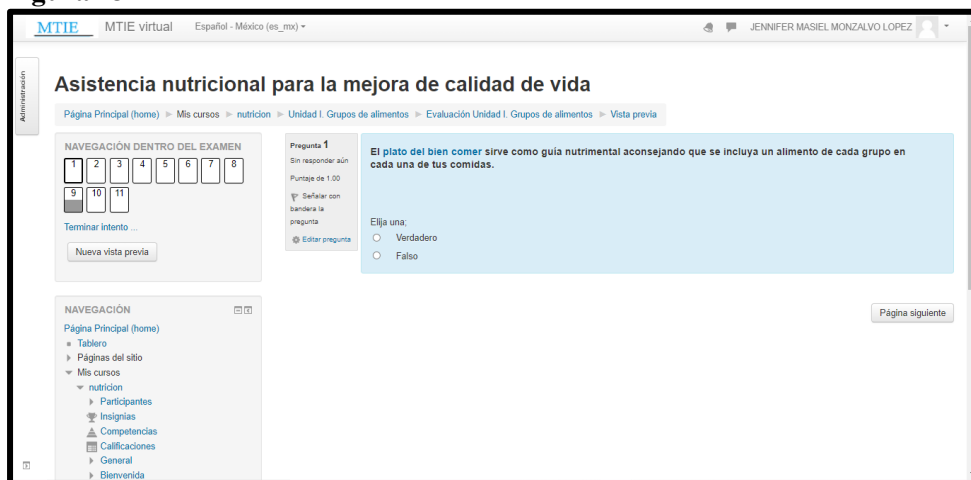 MTIE MTIE virtual Español - México (es_mx) JENNIFER MASIEL MONZALVO LOPEZ
Administración
Asistencia nutricional para la mejora de calidad de vida
Página Principal (home) Mis cursos nutricion Unidad I. Grupos de alimentos Evaluación Unidad I. Grupos de alimentos Vista previa
NAVEGACIÓN DENTRO DEL EXAMEN
1 2 3 4 5 6 7 8
9 10 11
Terminar intento ...
Nueva vista previa
Pregunta 1
Sin responder aún
Puntaje de 1.00
Señalar con
bandera la
pregunta
Editar pregunta
El plato del bien comer sirve como guía nutrimental aconsejando que se incluya un alimento de cada grupo en
cada una de tus comidas.
Elija una;
Verdadero
Falso
Página siguiente
NAVEGACIÓN
Página Principal (home)
Tablero
Páginas del sitio
Mis cursos
nutricion
Participantes
Insignias
Competencias
Calificaciones
General
Bienvenida